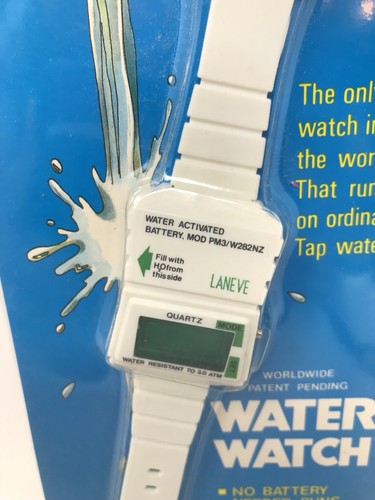 The only
watch in
the wor
That run
on ordina
Tap wate
WATER ACTIVATED
BATTERY, MOD PM3/W282NZ
Fill with
H2O from
this side
LANEVE
QUARTZ
MODE
WATER RESISTANT TO 3.0 ATM
WORLDWIDE
PATENT PENDING
WATER
WATCH
NO BATTERY